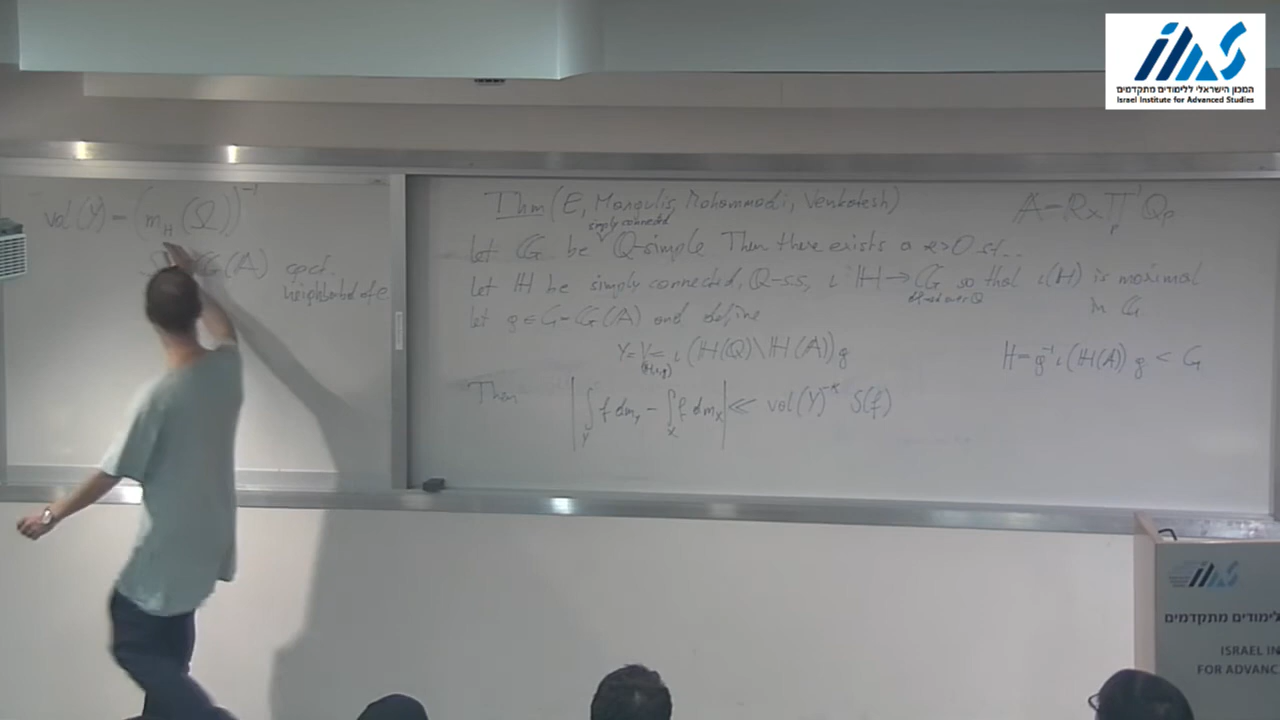 vol(Y) = (m_H(Ω))^{-1}
G(A) cpct.
neighborhod of e
Thm (E, Margulis, Mohammadi, Venkatesh)
simply connected
Let G be Q-simple. Then there exists a κ>0 s.t...
Let H be simply connected, Q-ss, ι: H → G so that ι(H) is maximal
defined over Q
in G
Let g ∈ G = G(A) and define
Y = Y_{(H,ι,g)} = ι(H(Q)\H(A))g
Then |∫_Y f dm_Y − ∫_X f dm_X| ≪ vol(Y)^{-κ} S(f)
A = R × ∏'_p Q_p
H = g^{-1} ι(H(A)) g < G
המכון הישראלי ללימודים מתקדמים
Israel Institute for Advanced Studies
לימודים מתקדמים
ISRAEL IN
FOR ADVANC